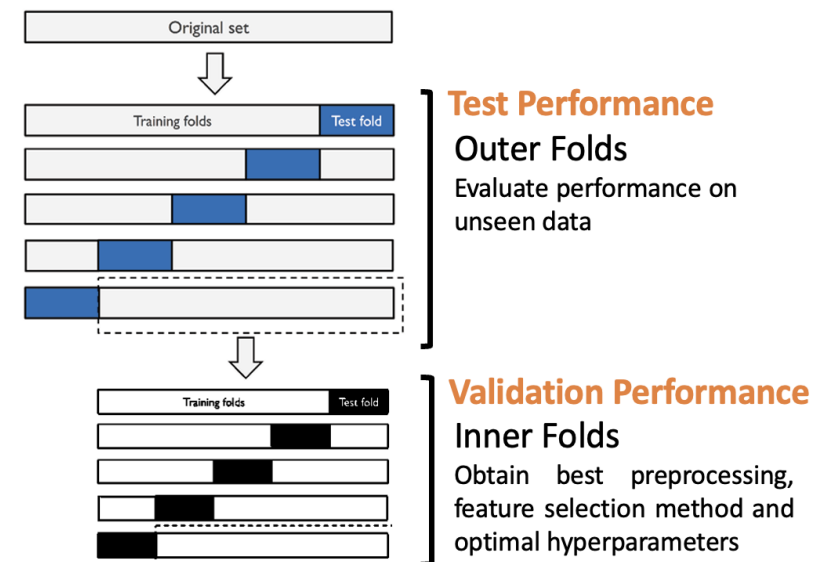 Original set
Training folds
Test fold
Test Performance
Outer Folds
Evaluate performance on
unseen data
Training folds
Test fold
Validation Performance
Inner Folds
Obtain best preprocessing,
feature selection method and
optimal hyperparameters